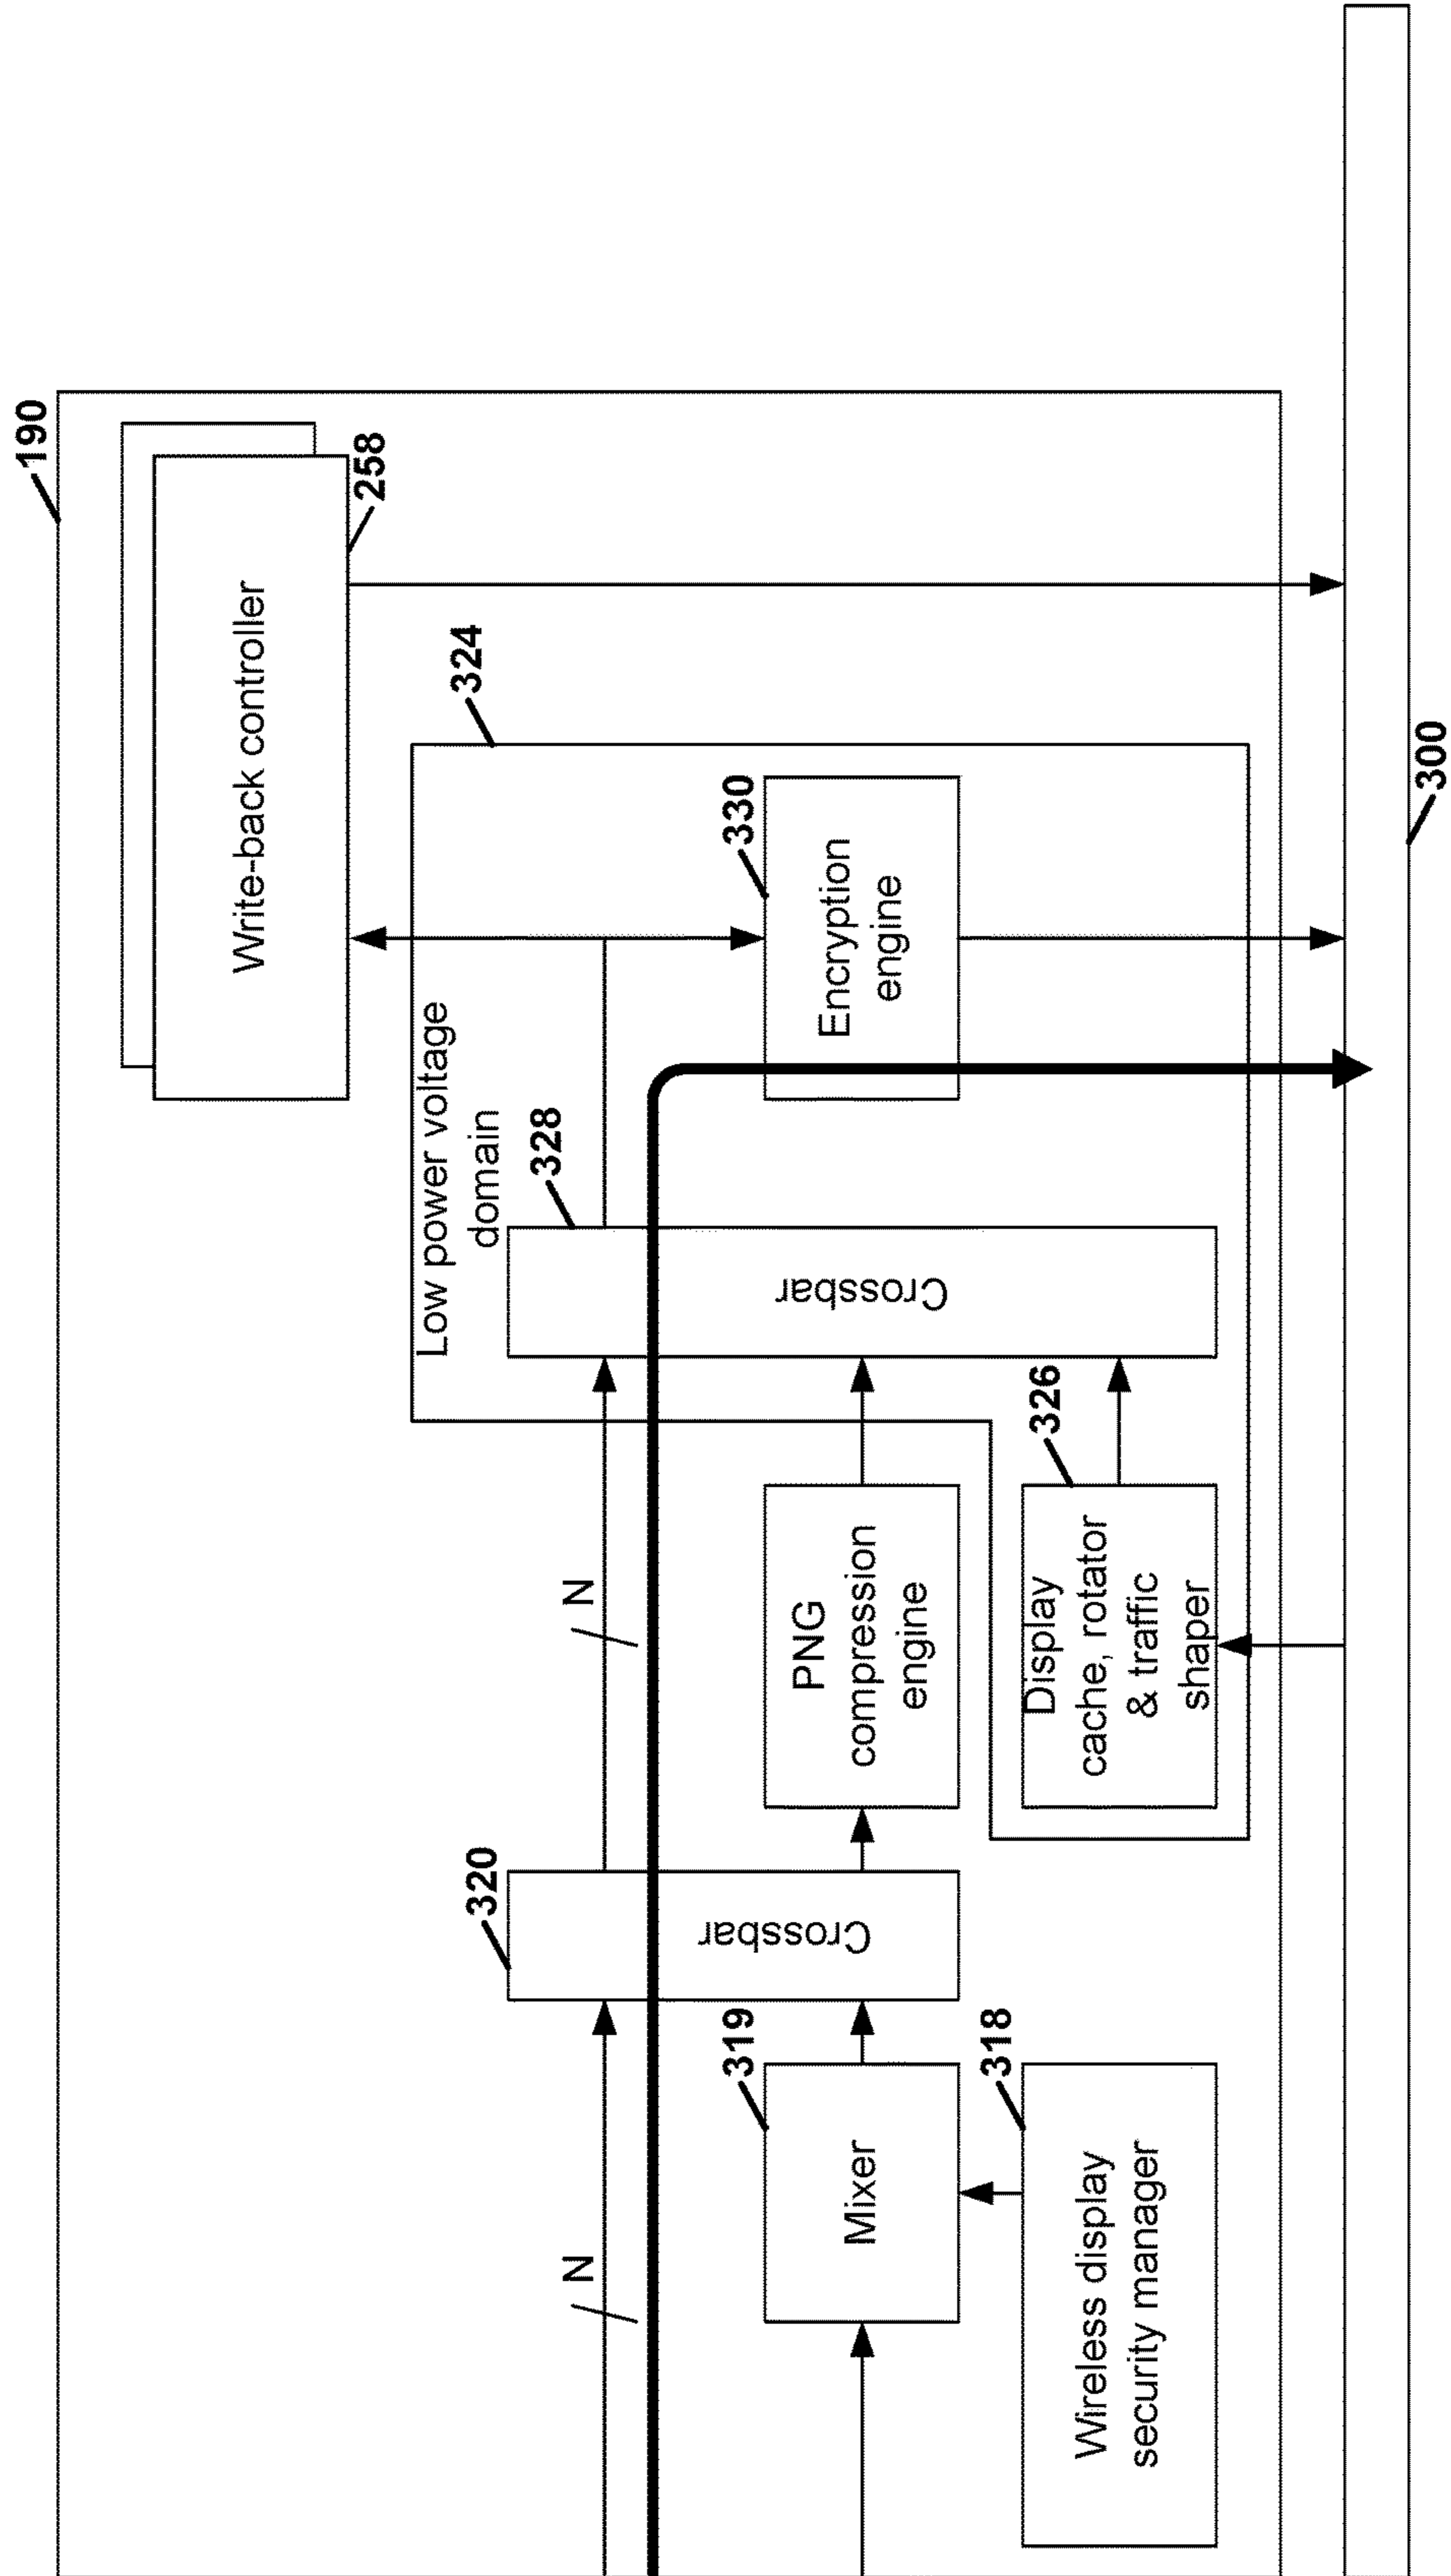 190
Write-back controller
258
324
Low power voltage
domain
328
330
Encryption
engine
Crossbar
N
N
320
Crossbar
PNG
compression
engine
326
Display
cache, rotator
& traffic
shaper
319
Mixer
318
Wireless display
security manager
300